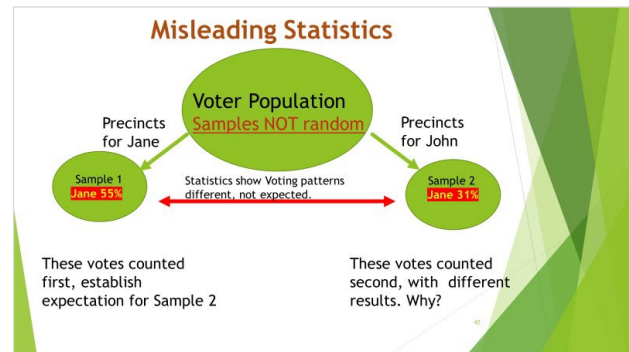 Misleading Statistics
Voter Population
Samples NOT random
Precincts
for Jane
Precincts
for John
Sample 1
Jane 55%
Statistics show Voting patterns
different, not expected.
Sample 2
Jane 31%
These votes counted
first, establish
expectation for Sample 2
These votes counted
second, with different
results. Why?